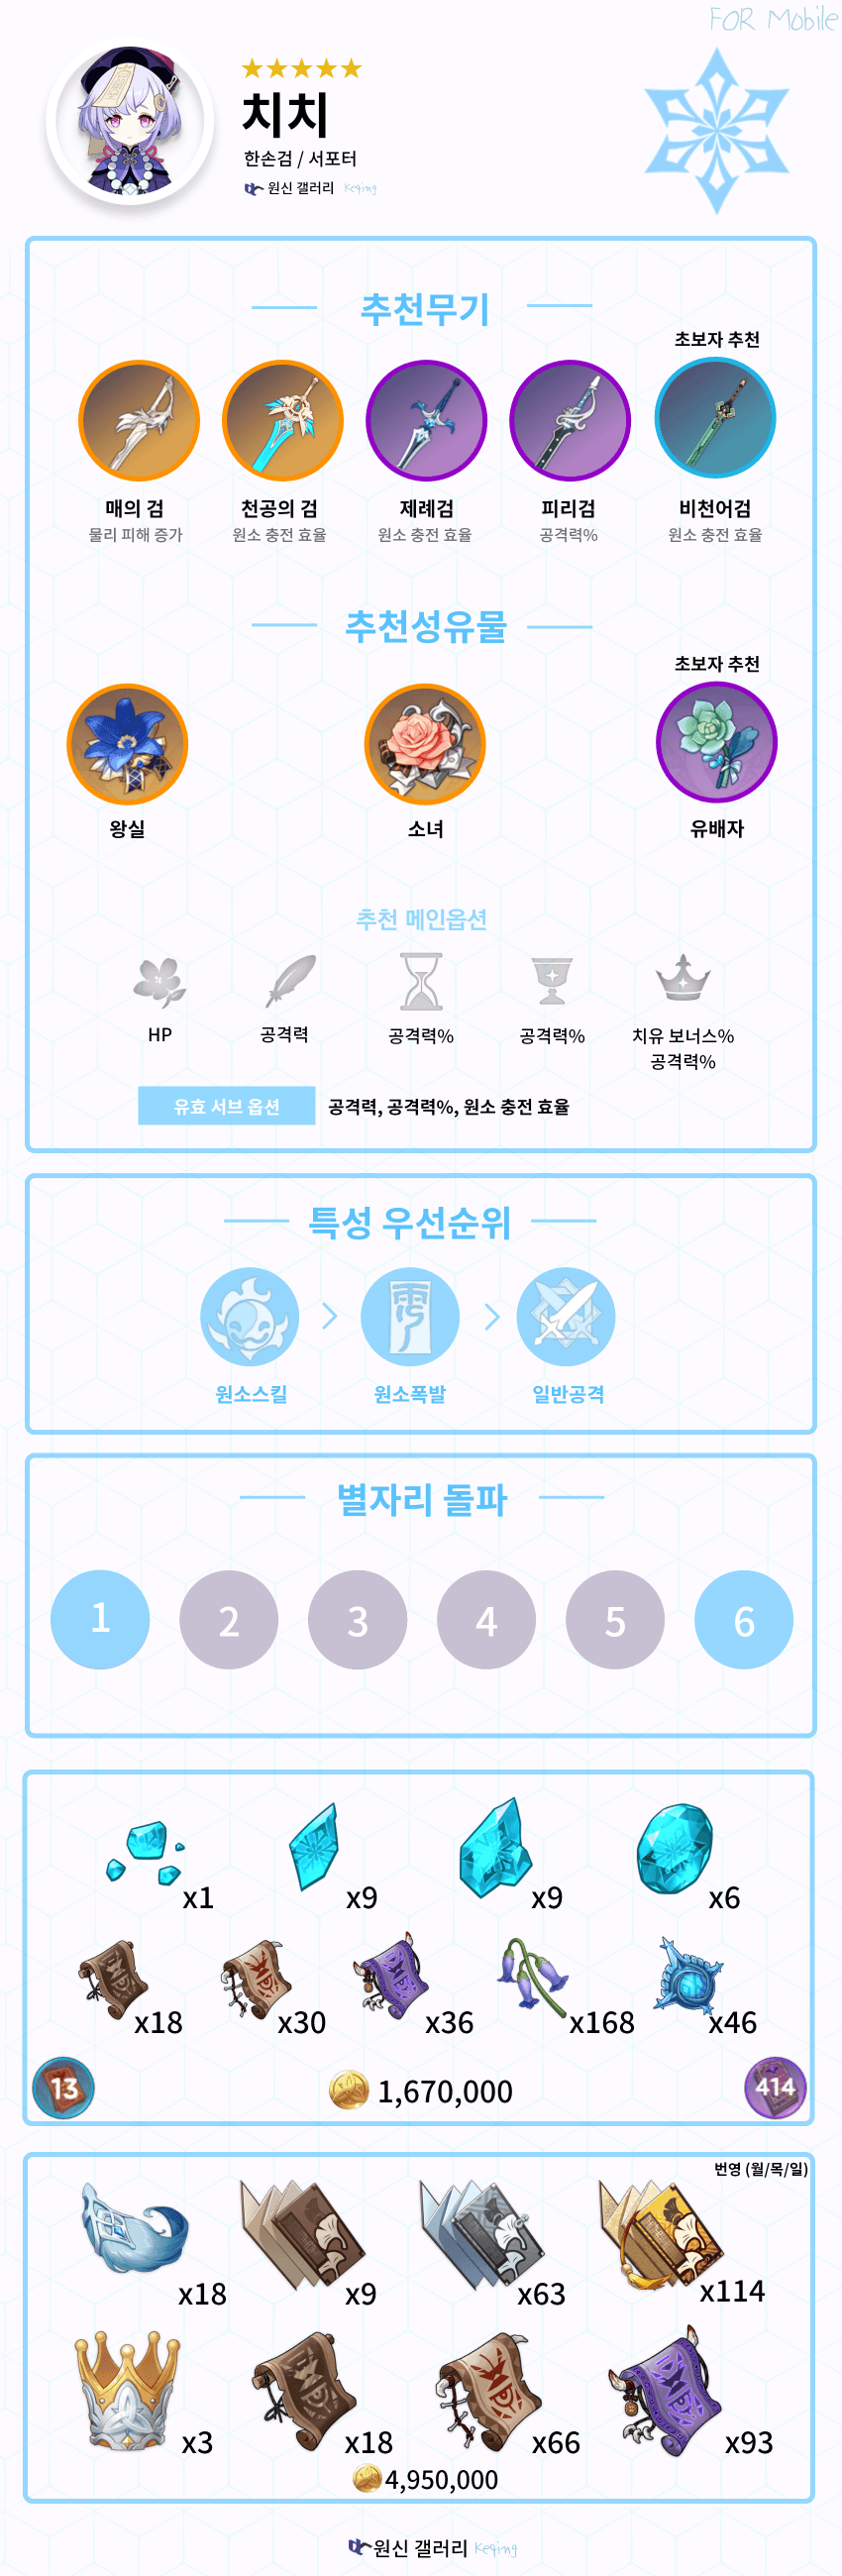 FOR Mobile
치치
한손검 / 서포터
원신 갤러리 Keqing
추천무기
초보자 추천
매의 검 천공의 검 제례검 피리검 비천어검
물리 피해 증가 원소 충전 효율 원소 충전 효율 공격력% 원소 충전 효율
추천성유물
초보자 추천
왕실 소녀 유배자
추천 메인옵션
HP 공격력 공격력% 공격력% 치유 보너스%
공격력%
유효 서브 옵션 공격력, 공격력%, 원소 충전 효율
특성 우선순위
원소스킬 원소폭발 일반공격
별자리 돌파
1 2 3 4 5 6
x1 x9 x9 x6
x18 x30 x36 x168 x46
13 1,670,000 414
번영 (월/목/일)
x18 x9 x63 x114
x3 x18 x66 x93
4,950,000
원신 갤러리 Keqing